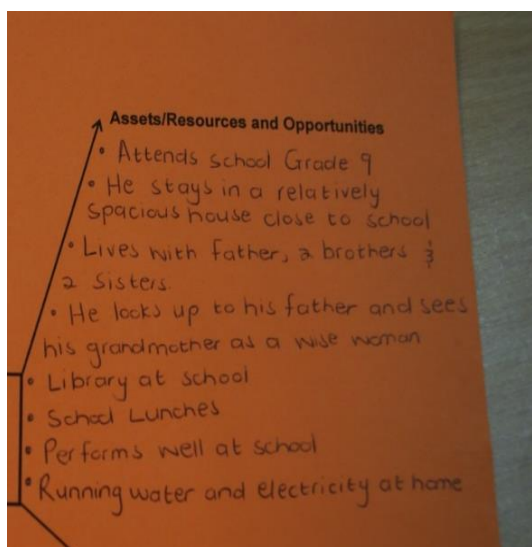 Assets/Resources and Opportunities
• Attends school Grade 9
• He stays in a relatively
spacious house close to school
• Lives with father, 2 brothers &
2 sisters.
• He looks up to his father and sees
his grandmother as a wise woman
• Library at school
• School Lunches
• Performs well at school
• Running water and electricity at home